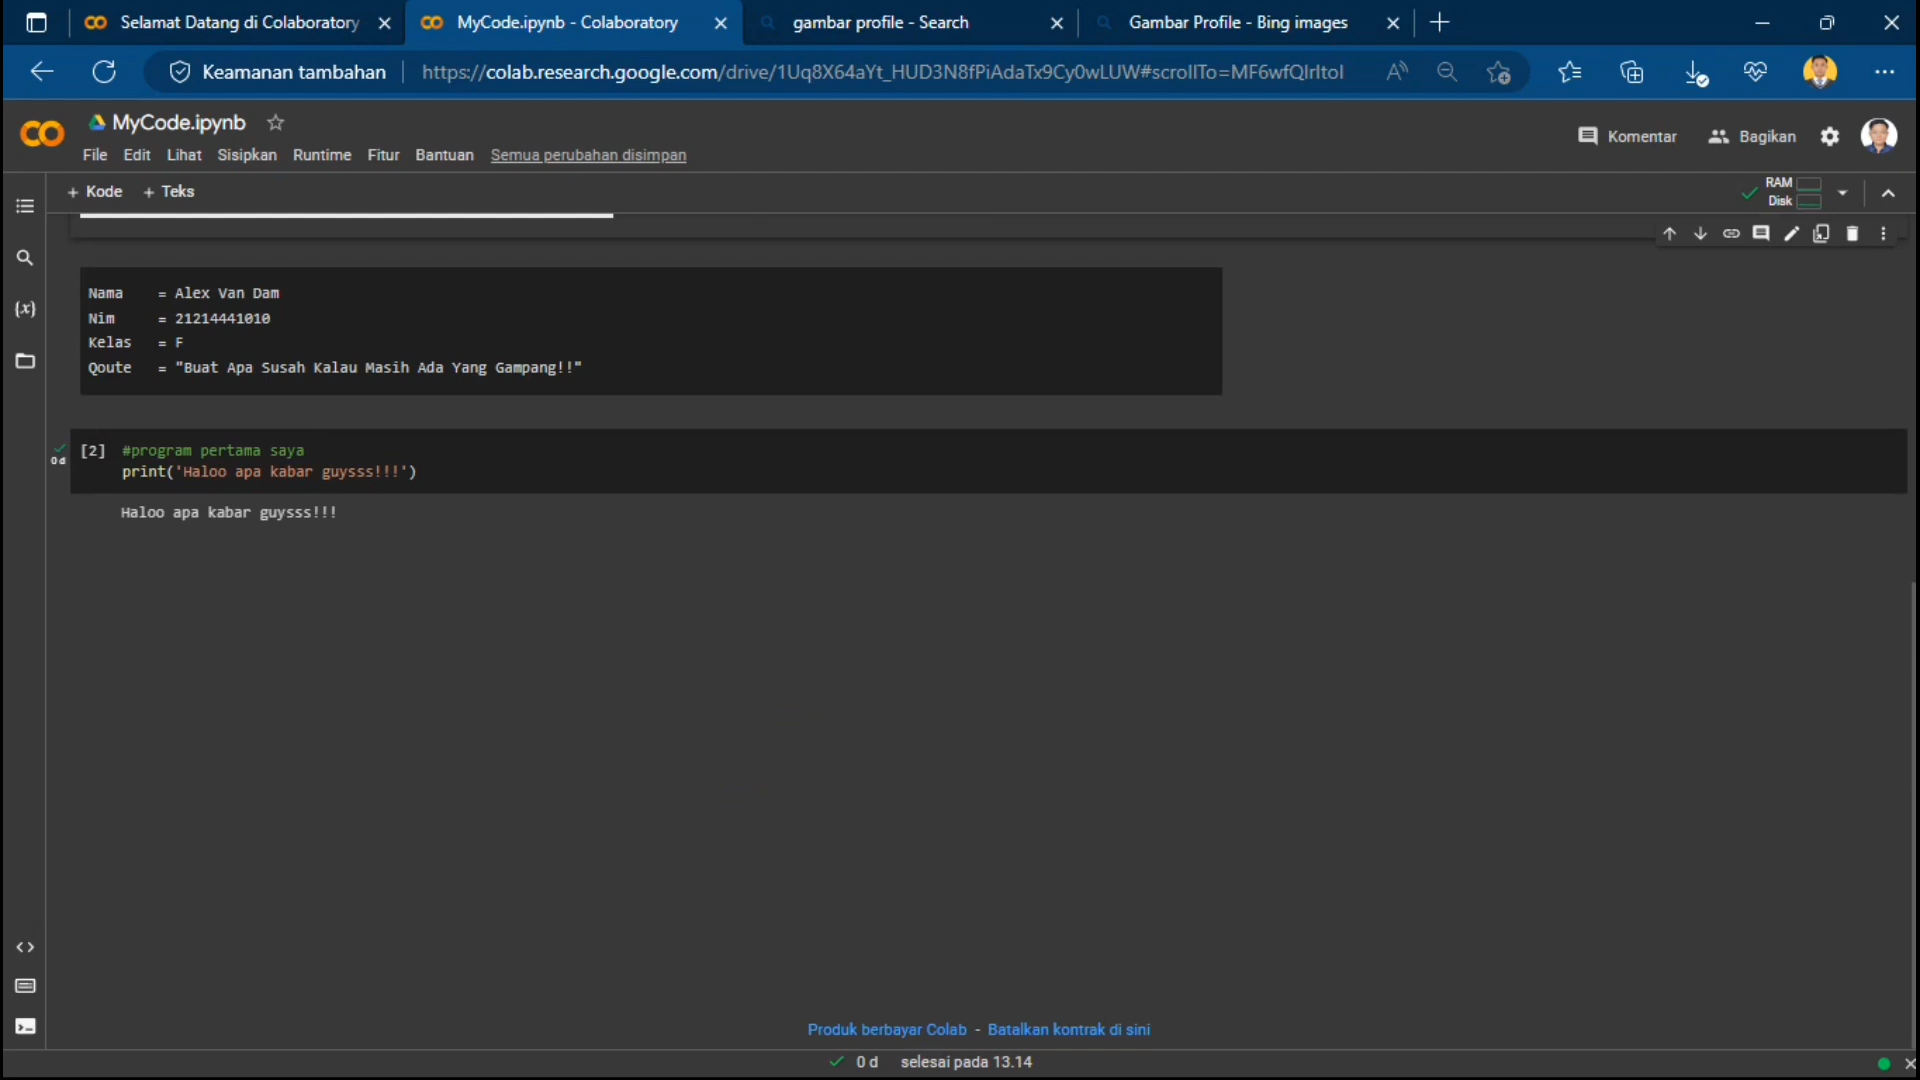 Selamat Datang di Colaboratory
MyCode.ipynb - Colaboratory
gambar profile - Search
Gambar Profile - Bing images
Keamanan tambahan
https://colab.research.google.com/drive/1Uq8X64aYt_HUD3N8fPiAdaTx9Cy0wLUW#scrollTo=MF6wfQlrItoI
MyCode.ipynb
Komentar
Bagikan
File Edit Lihat Sisipkan Runtime Fitur Bantuan Semua perubahan disimpan
+ Kode + Teks
RAM
Disk
Nama = Alex Van Dam
Nim = 21214441010
Kelas = F
Qoute = "Buat Apa Susah Kalau Masih Ada Yang Gampang!!"
[2] #program pertama saya
0 d
print('Haloo apa kabar guysss!!!')
Haloo apa kabar guysss!!!
Produk berbayar Colab - Batalkan kontrak di sini
0 d selesai pada 13.14